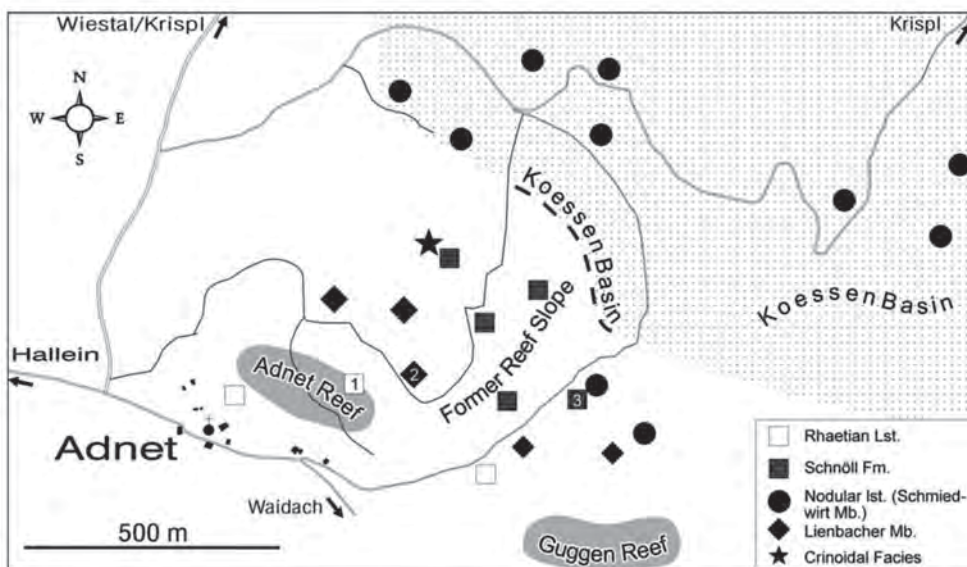 Wiestal/Krispl
Krispl
N
W E
S
Koessen Basin
Koessen Basin
Former Reef Slope
Hallein
Adnet Reef
1
2
3
Adnet
Waidach
500 m
Guggen Reef
Rhaetian Lst.
Schnöll Fm.
Nodular lst. (Schmied-
wirt Mb.)
Lienbacher Mb.
Crinoidal Facies